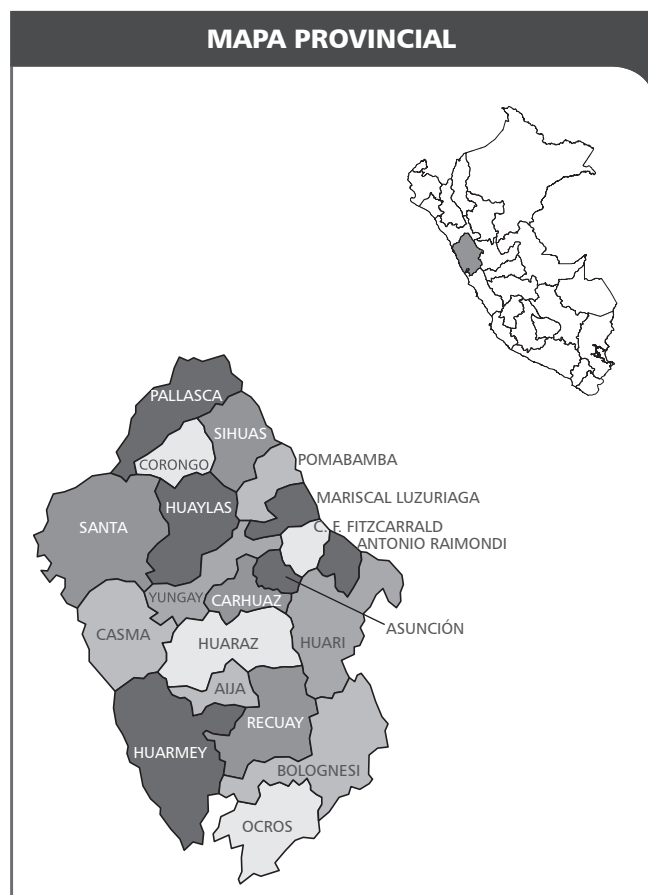 MAPA PROVINCIAL
PALLASCA
SIHUAS
CORONGO
POMABAMBA
MARISCAL LUZURIAGA
HUAYLAS
SANTA
C. F. FITZCARRALD
ANTONIO RAIMONDI
YUNGAY
CARHUAZ
ASUNCIÓN
CASMA
HUARAZ
HUARI
AIJA
RECUAY
HUARMEY
BOLOGNESI
OCROS